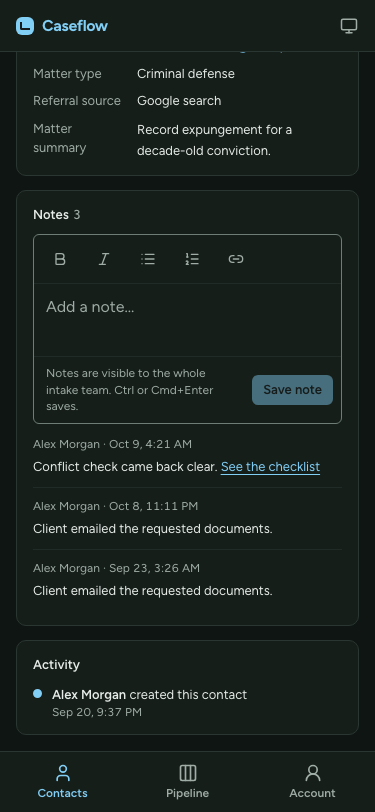 Caseflow
Matter type
Criminal defense
Referral source
Google search
Matter
summary
Record expungement for a
decade-old conviction.
Notes 3
Add a note...
Notes are visible to the whole
intake team. Ctrl or Cmd+Enter
saves.
Save note
Alex Morgan · Oct 9, 4:21 AM
Conflict check came back clear. See the checklist
Alex Morgan · Oct 8, 11:11 PM
Client emailed the requested documents.
Alex Morgan · Sep 23, 3:26 AM
Client emailed the requested documents.
Activity
Alex Morgan created this contact
Sep 20, 9:37 PM
Contacts
Pipeline
Account